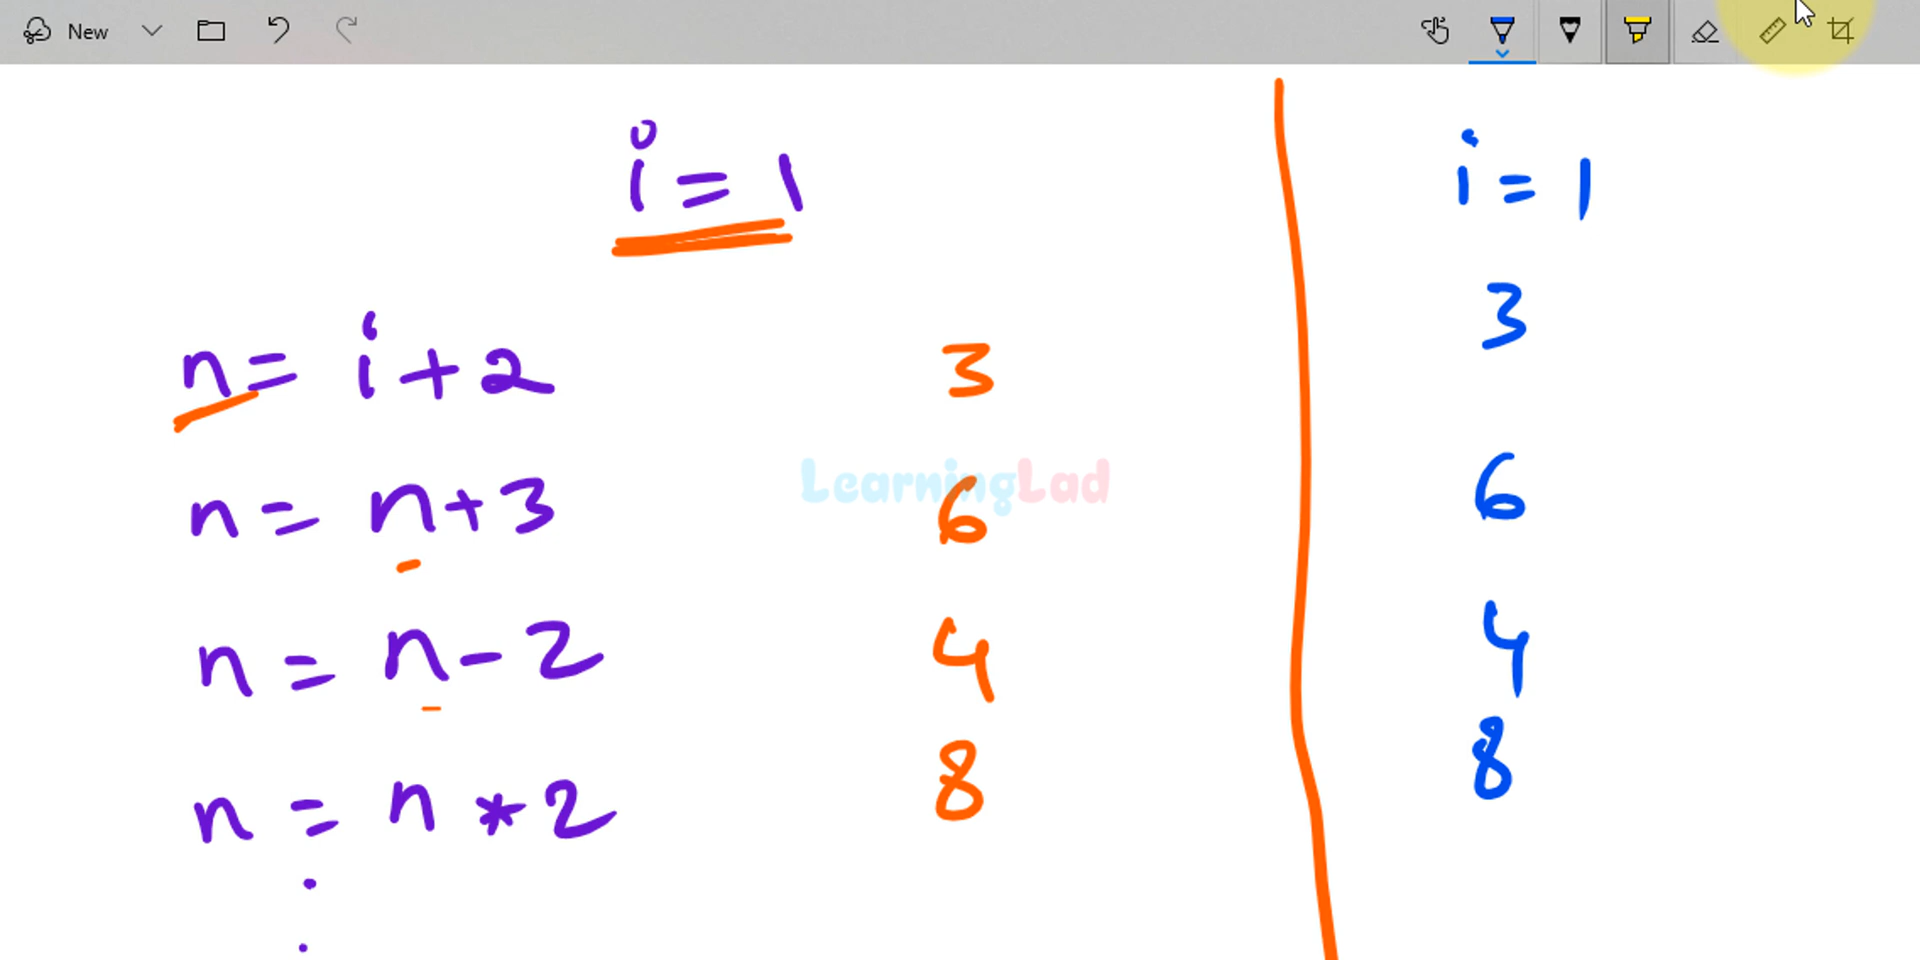 New
i = 1
i = 1
3
n = i + 2 3
LearningLad
n = n + 3 6
6
n = n - 2 4
4
n = n * 2 8
8